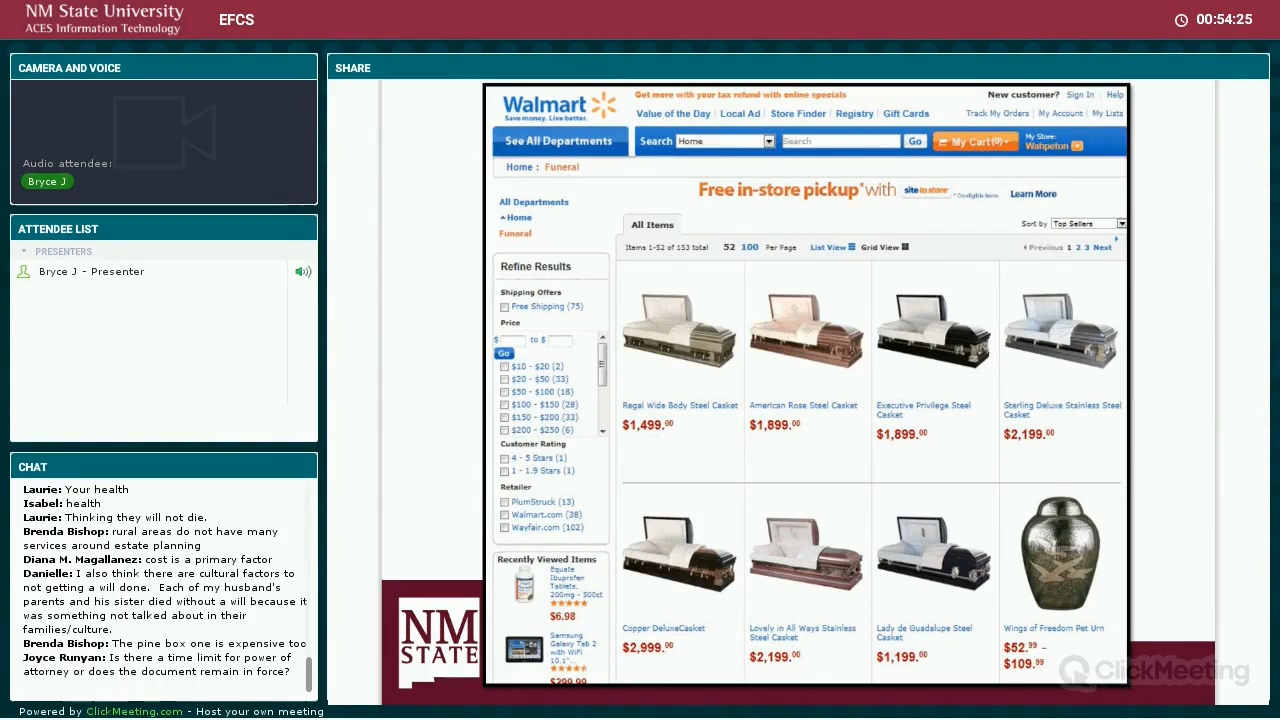 NM State University
ACES Information Technology
EFCS
00:54:25
CAMERA AND VOICE
Audio attendee:
Bryce J
ATTENDEE LIST
PRESENTERS
Bryce J - Presenter
CHAT
Laurie: Your health
Isabel: health
Laurie: Thinking they will not die.
Brenda Bishop: rural areas do not have many
services around estate planning
Diana M. Magallanez: cost is a primary factor
Danielle: I also think there are cultural factors to
not getting a will done. Each of my husband's
parents and his sister died without a will because it
was something not talked about in their
families/culture.
Brenda Bishop: The pine box one is expensive too
Joyce Runyan: Is there a time limit for power of
attorney or does the document remain in force?
Powered by ClickMeeting.com - Host your own meeting
SHARE
Walmart
Save money. Live better.
Get more with your tax refund with online specials
New customer? Sign In | Help
Value of the Day | Local Ad | Store Finder | Registry | Gift Cards
Track My Orders | My Account | My Lists
See All Departments
Search Home Search Go
My Cart(0)
My Store:
Wahpeton
Home : Funeral
Free in-store pickup* with site to store *On eligible items Learn More
All Departments
Home
Funeral
All Items
Sort by Top Sellers
Items 1-52 of 153 total 52 100 Per Page List View Grid View
Previous 1 2 3 Next
Refine Results
Shipping Offers
Free Shipping (75)
Price
$ to $
Go
$10 - $20 (2)
$20 - $50 (33)
$50 - $100 (18)
$100 - $150 (28)
$150 - $200 (33)
$200 - $250 (6)
Customer Rating
4 - 5 Stars (1)
1 - 1.9 Stars (1)
Retailer
PlumStruck (13)
Walmart.com (38)
Wayfair.com (102)
Recently Viewed Items
Equate
Ibuprofen
Tablets,
200mg - 500ct
$6.98
Samsung
Galaxy Tab 2
with WiFi
10.1"...
$399.99
Regal Wide Body Steel Casket
$1,499.00
American Rose Steel Casket
$1,899.00
Executive Privilege Steel
Casket
$1,899.00
Sterling Deluxe Stainless Steel
Casket
$2,199.00
Copper DeluxeCasket
$2,999.00
Lovely in All Ways Stainless
Steel Casket
$2,199.00
Lady de Guadalupe Steel
Casket
$1,199.00
Wings of Freedom Pet Urn
$52.99 -
$109.99
NM
STATE
ClickMeeting